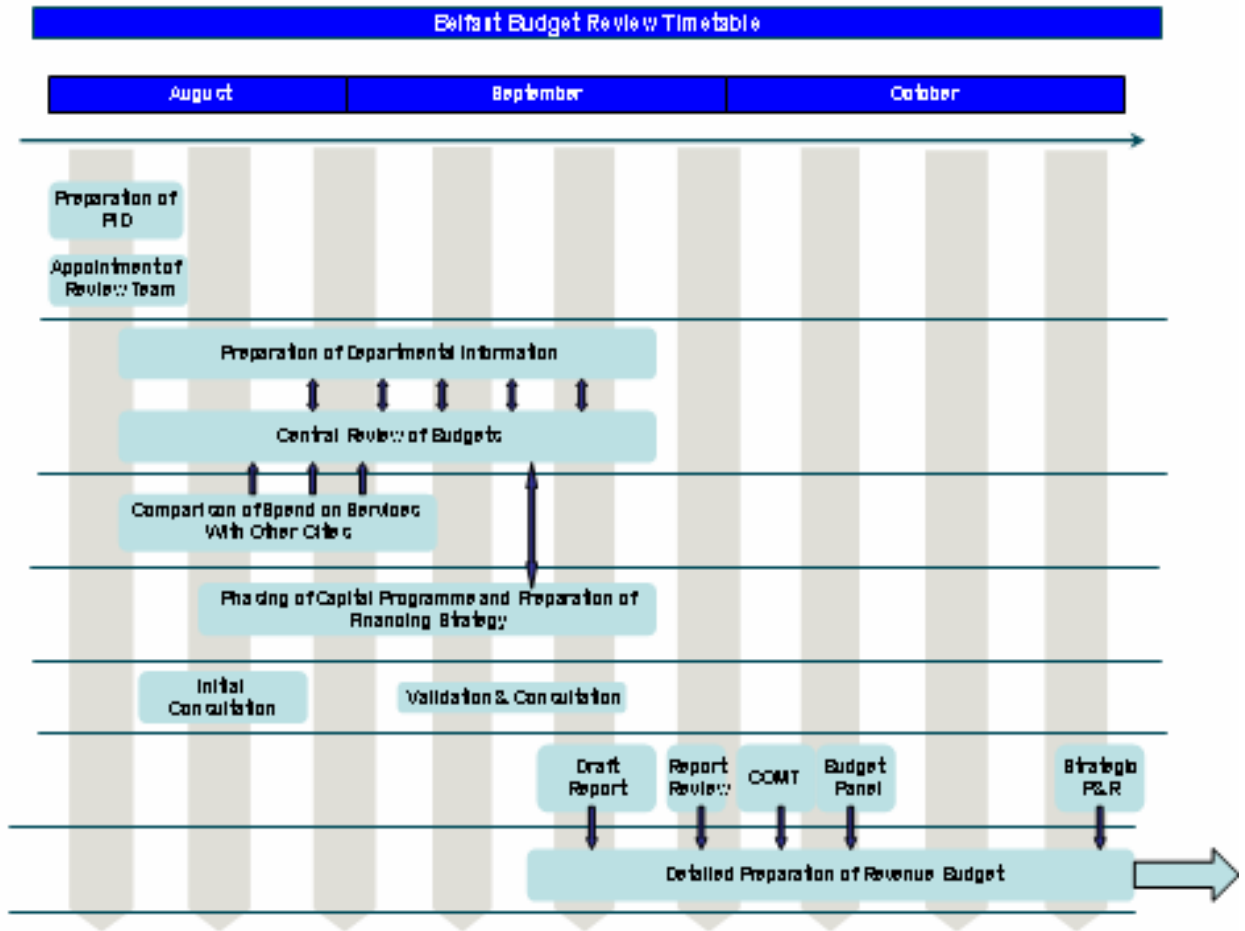 Belfast Budget Review Timetable
August
September
October
Preparation of
PID
Appointment of
Review Team
Preparation of Departmental Information
Central Review of Budgets
Comparison of Spend on Services
With Other Cities
Phasing of Capital Programme and Preparation of
Financing Strategy
Initial
Consultation
Validation & Consultation
Draft
Report
Report
Review
COMT
Budget
Panel
Strategic
P&R
Detailed Preparation of Revenue Budget